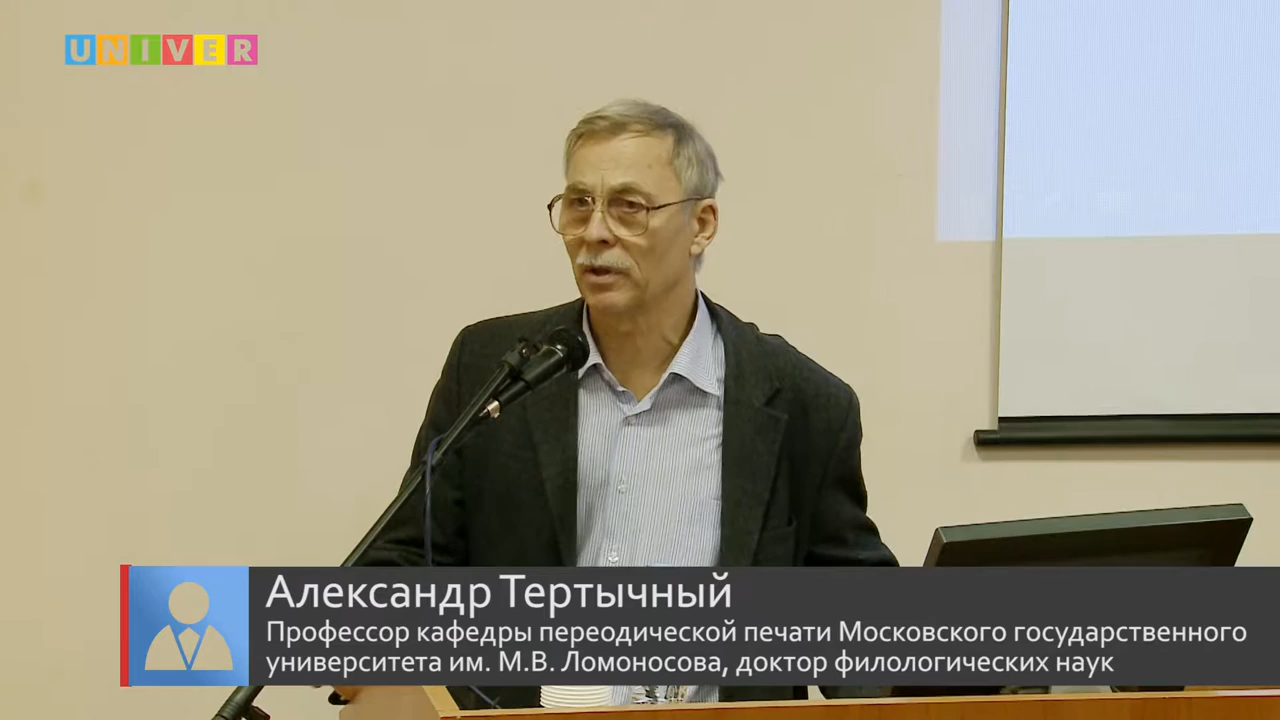 UNIVER
Александр Тертычный
Профессор кафедры переодической печати Московского государственного
университета им. М.В. Ломоносова, доктор филологических наук